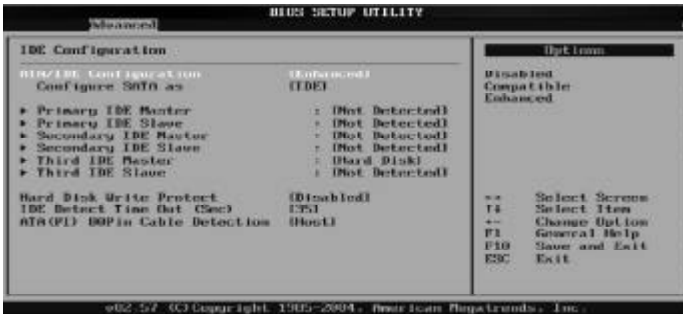 BIOS SETUP UTILITY
Advanced
IDE Configuration
ATA/IDE Configuration [Enhanced]
Configure SATA as [IDE]
► Primary IDE Master : [Not Detected]
► Primary IDE Slave : [Not Detected]
► Secondary IDE Master : [Not Detected]
► Secondary IDE Slave : [Not Detected]
► Third IDE Master : [Hard Disk]
► Third IDE Slave : [Not Detected]
Hard Disk Write Protect [Disabled]
IDE Detect Time Out (Sec) [35]
ATA(PI) 80Pin Cable Detection [Host]
Options
Disabled
Compatible
Enhanced
Select Screen
↑↓ Select Item
+- Change Option
F1 General Help
F10 Save and Exit
ESC Exit
v02.57 (C)Copyright 1985-2004, American Megatrends, Inc.